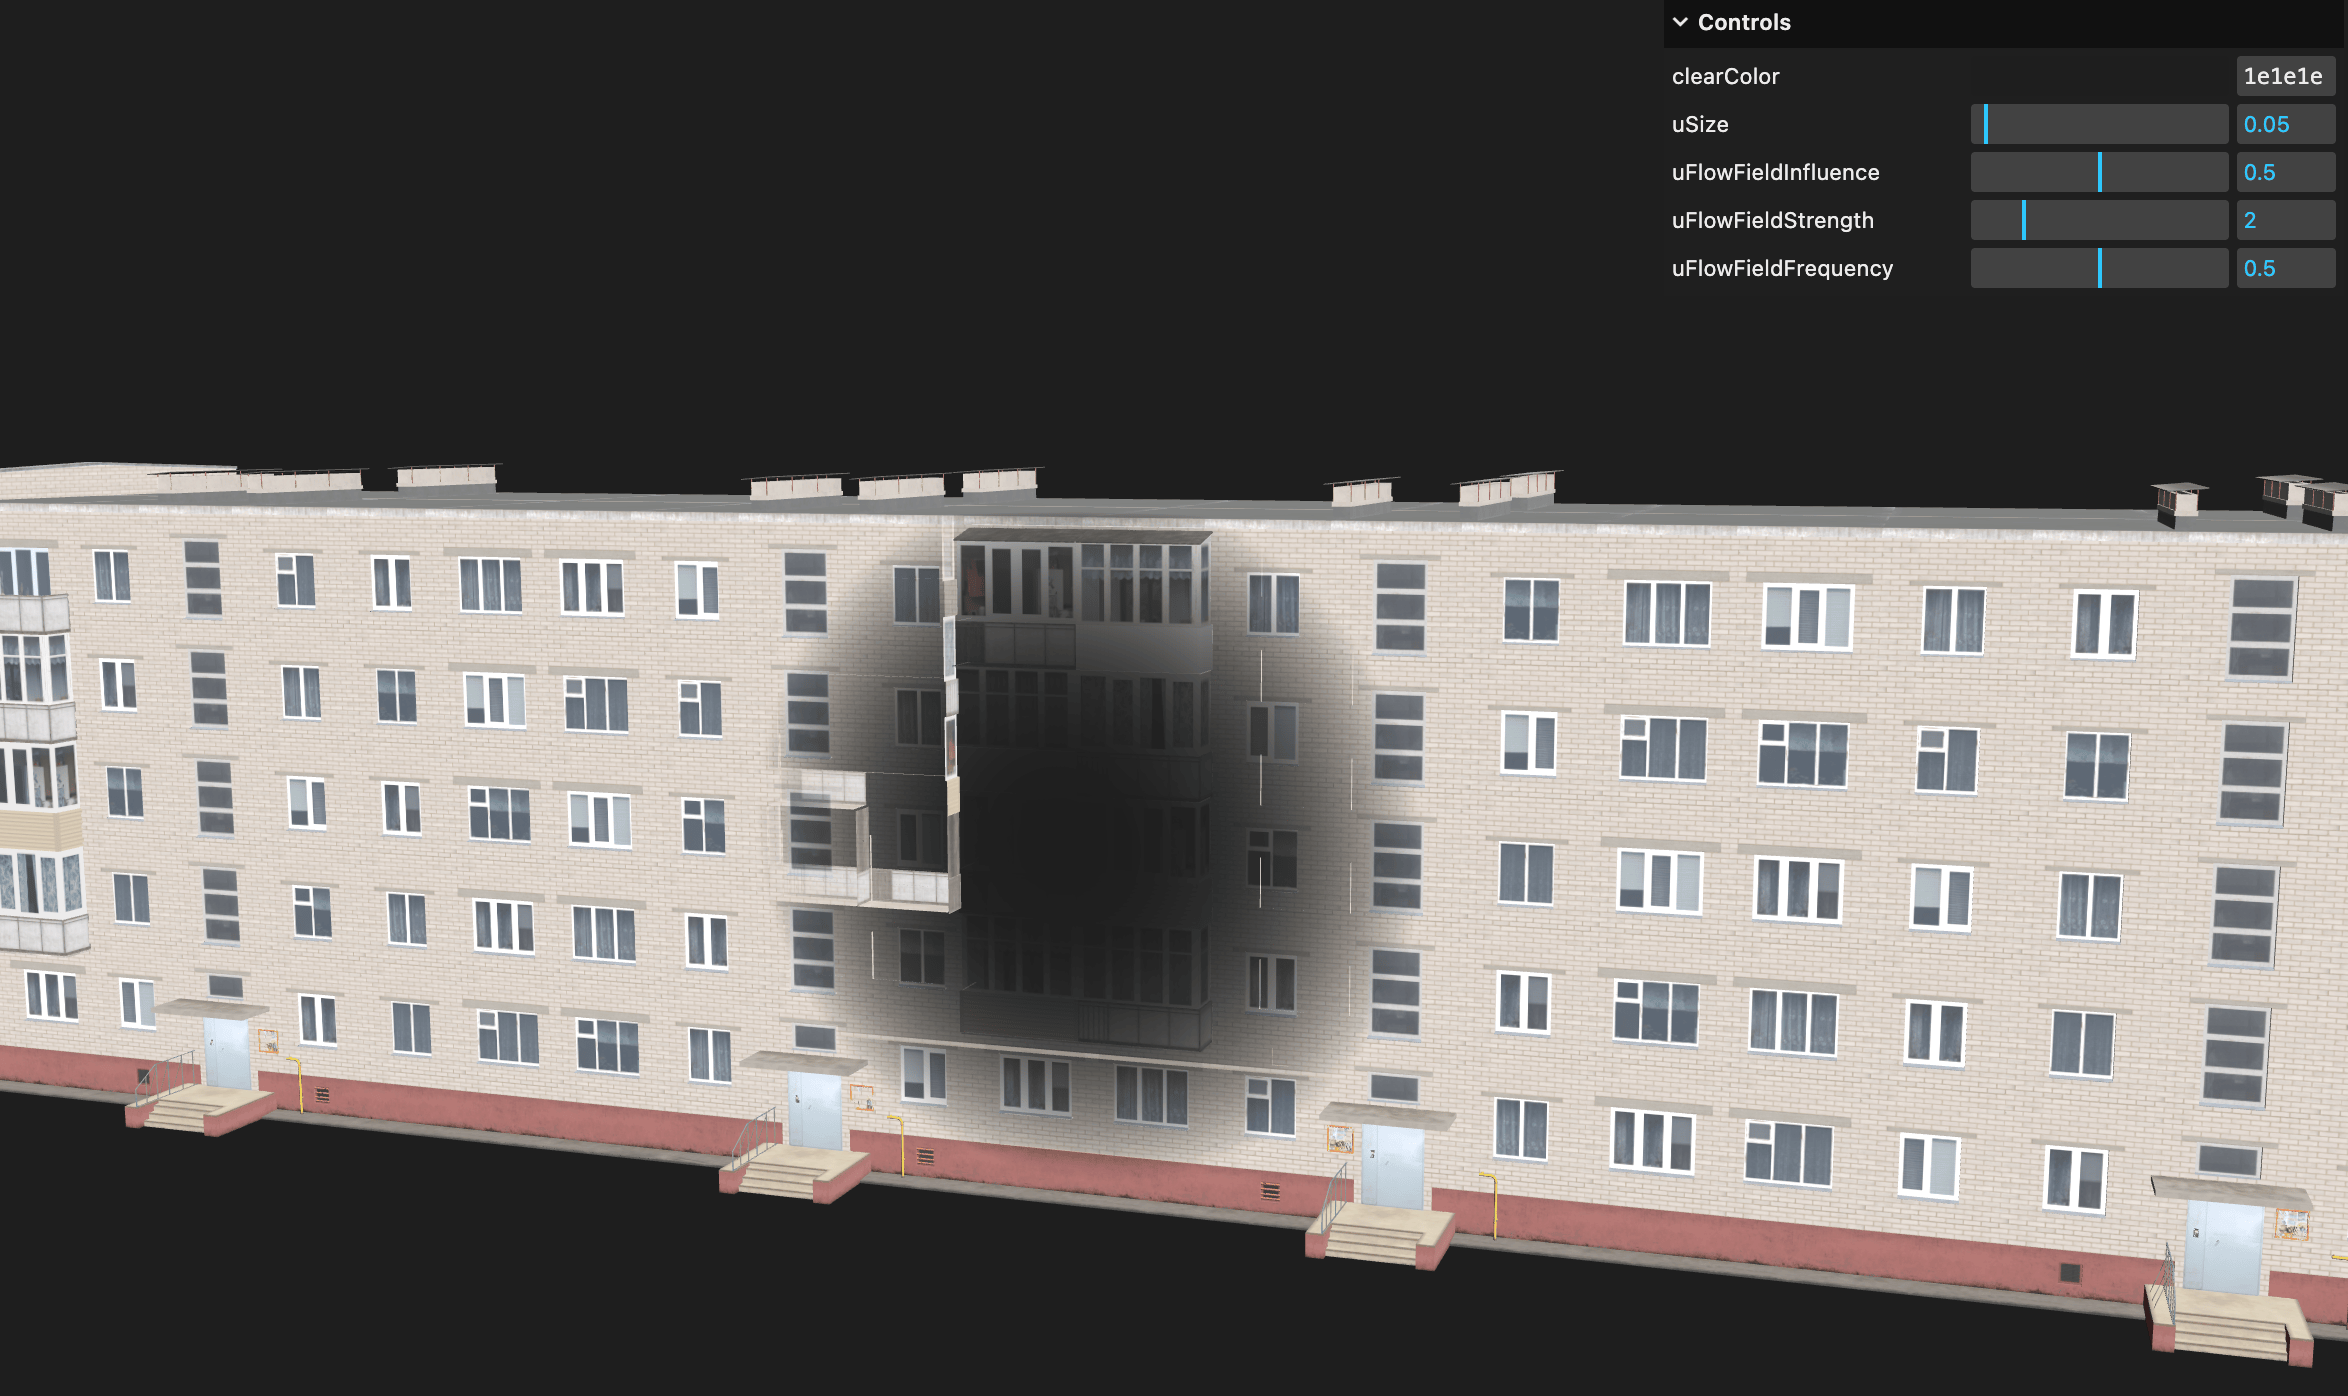 Controls
clearColor 1e1e1e
uSize 0.05
uFlowFieldInfluence 0.5
uFlowFieldStrength 2
uFlowFieldFrequency 0.5